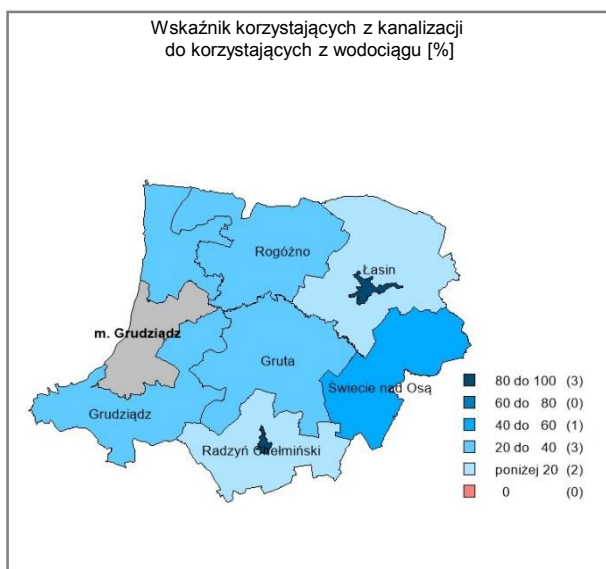 Wskaźnik korzystających z kanalizacji
do korzystających z wodociągu [%]
Rogóźno
Łasin
m. Grudziądz
Gruta
Świecie nad Osą
Grudziądz
Radzyń Chełmiński
80 do 100 (3)
60 do 80 (0)
40 do 60 (1)
20 do 40 (3)
poniżej 20 (2)
0 (0)